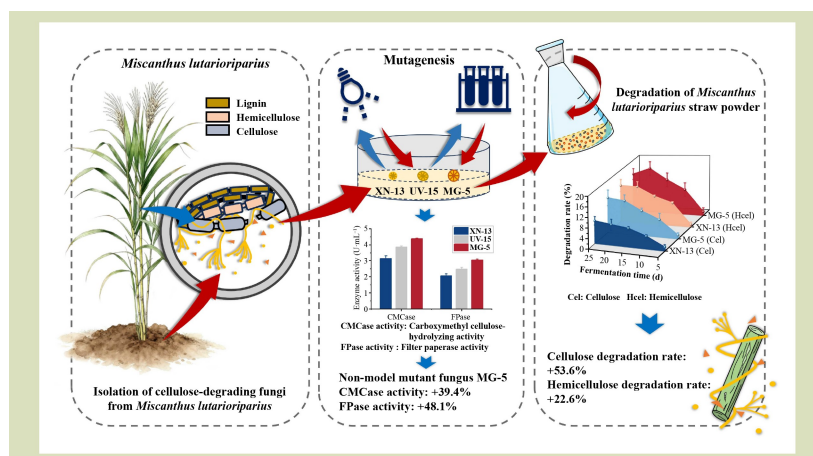 Miscanthus lutarioriparius
Lignin
Hemicellulose
Cellulose
Isolation of cellulose-degrading fungi
from Miscanthus lutarioriparius
Mutagenesis
XN-13 UV-15 MG-5
Enzyme activity (U·mL⁻¹)
5
4
3
2
1
0
XN-13
UV-15
MG-5
CMCase
FPase
CMCase activity: Carboxymethyl cellulose-
hydrolyzing activity
FPase activity : Filter paperase activity
Non-model mutant fungus MG-5
CMCase activity: +39.4%
FPase activity: +48.1%
Degradation of Miscanthus
lutarioriparius straw powder
Degradation rate (%)
20
16
12
8
4
0
25
20
15
10
5
Fermentation time (d)
MG-5 (Hcel)
XN-13 (Hcel)
MG-5 (Cel)
XN-13 (Cel)
Cel: Cellulose Hcel: Hemicellulose
Cellulose degradation rate:
+53.6%
Hemicellulose degradation rate:
+22.6%